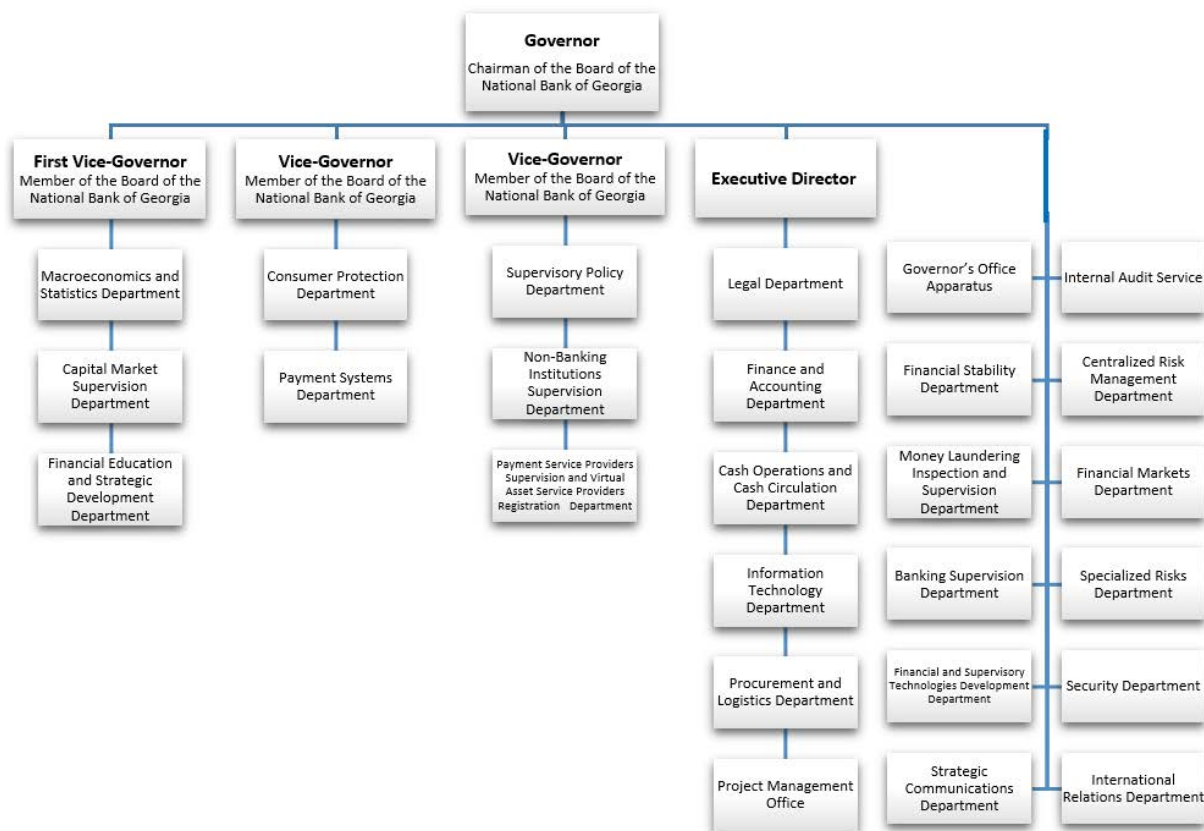 Governor
Chairman of the Board of the
National Bank of Georgia
First Vice-Governor
Member of the Board of the
National Bank of Georgia
Macroeconomics and
Statistics Department
Capital Market
Supervision
Department
Financial Education
and Strategic
Development
Department
Vice-Governor
Member of the Board of the
National Bank of Georgia
Consumer Protection
Department
Payment Systems
Department
Vice-Governor
Member of the Board of the
National Bank of Georgia
Supervisory Policy
Department
Non-Banking
Institutions
Supervision
Department
Payment Service Providers
Supervision and Virtual
Asset Service Providers
Registration Department
Executive Director
Legal Department
Finance and
Accounting
Department
Cash Operations and
Cash Circulation
Department
Information
Technology
Department
Procurement and
Logistics Department
Project Management
Office
Governor’s Office
Apparatus
Financial Stability
Department
Money Laundering
Inspection and
Supervision
Department
Banking Supervision
Department
Financial and Supervisory
Technologies Development
Department
Strategic
Communications
Department
Internal Audit Service
Centralized Risk
Management
Department
Financial Markets
Department
Specialized Risks
Department
Security Department
International
Relations Department